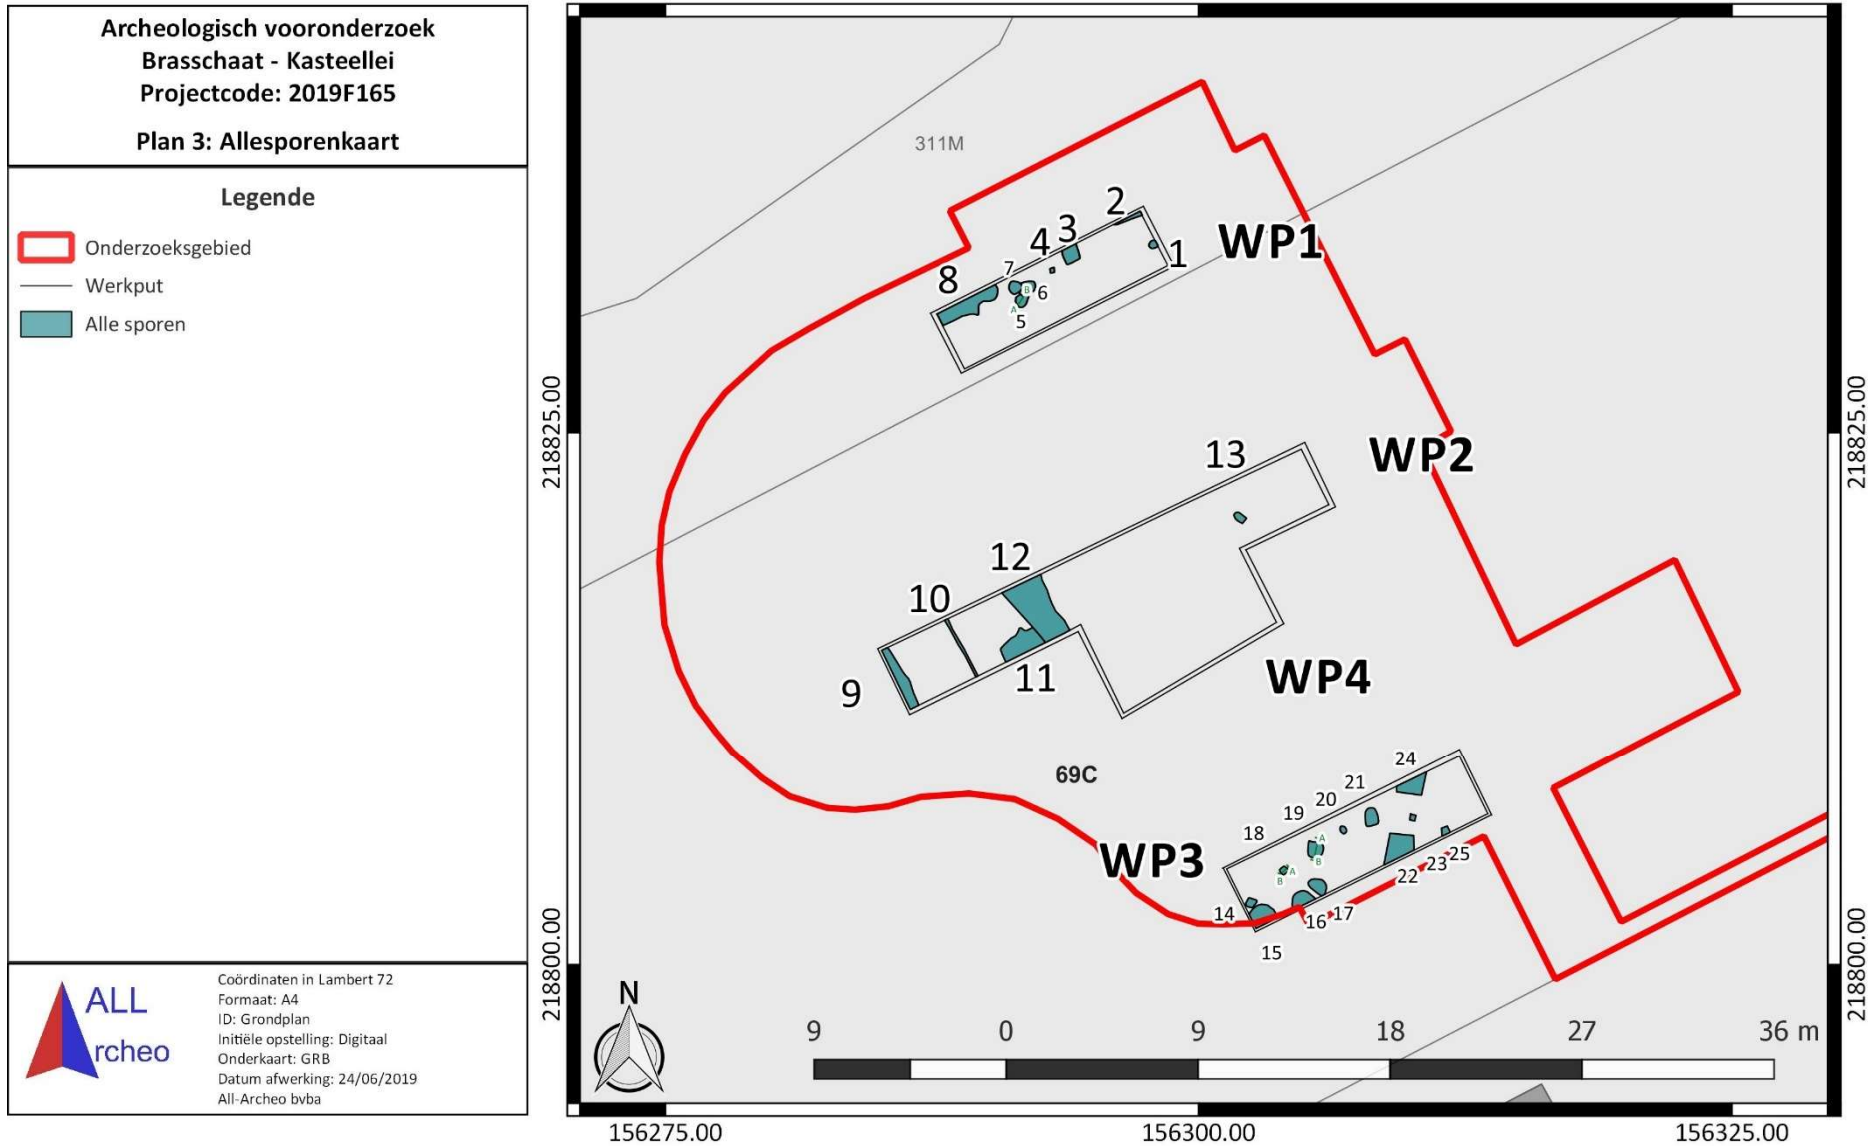 Archeologisch vooronderzoek
Brasschaat - Kasteellei
Projectcode: 2019F165
Plan 3: Allesporenkaart
Legende
Onderzoeksgebied
Werkput
Alle sporen
ALL
rcheo
Coördinaten in Lambert 72
Formaat: A4
ID: Grondplan
Initiële opstelling: Digitaal
Onderkaart: GRB
Datum afwerking: 24/06/2019
All-Archeo bvba
311M
2
3
4
1
WP1
7
8
B
6
A
5
218825.00
218825.00
13
WP2
12
10
11
9
WP4
69C
24
21
20
19
18
A
B
A
B
WP3
25
23
22
14
17
16
15
218800.00
218800.00
N
9 0 9 18 27 36 m
156275.00 156300.00 156325.00